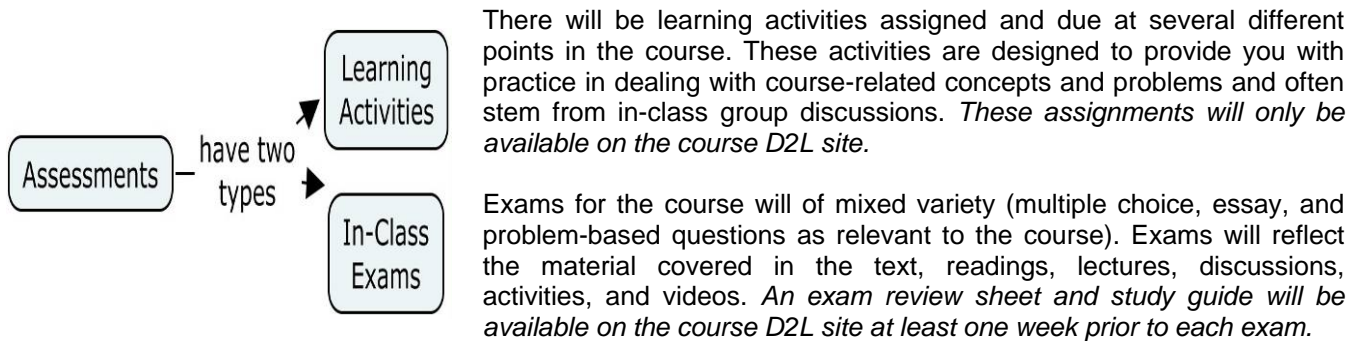 Assessments
have two
types
Learning
Activities
In-Class
Exams
There will be learning activities assigned and due at several different
points in the course. These activities are designed to provide you with
practice in dealing with course-related concepts and problems and often
stem from in-class group discussions. These assignments will only be
available on the course D2L site.
Exams for the course will of mixed variety (multiple choice, essay, and
problem-based questions as relevant to the course). Exams will reflect
the material covered in the text, readings, lectures, discussions,
activities, and videos. An exam review sheet and study guide will be
available on the course D2L site at least one week prior to each exam.